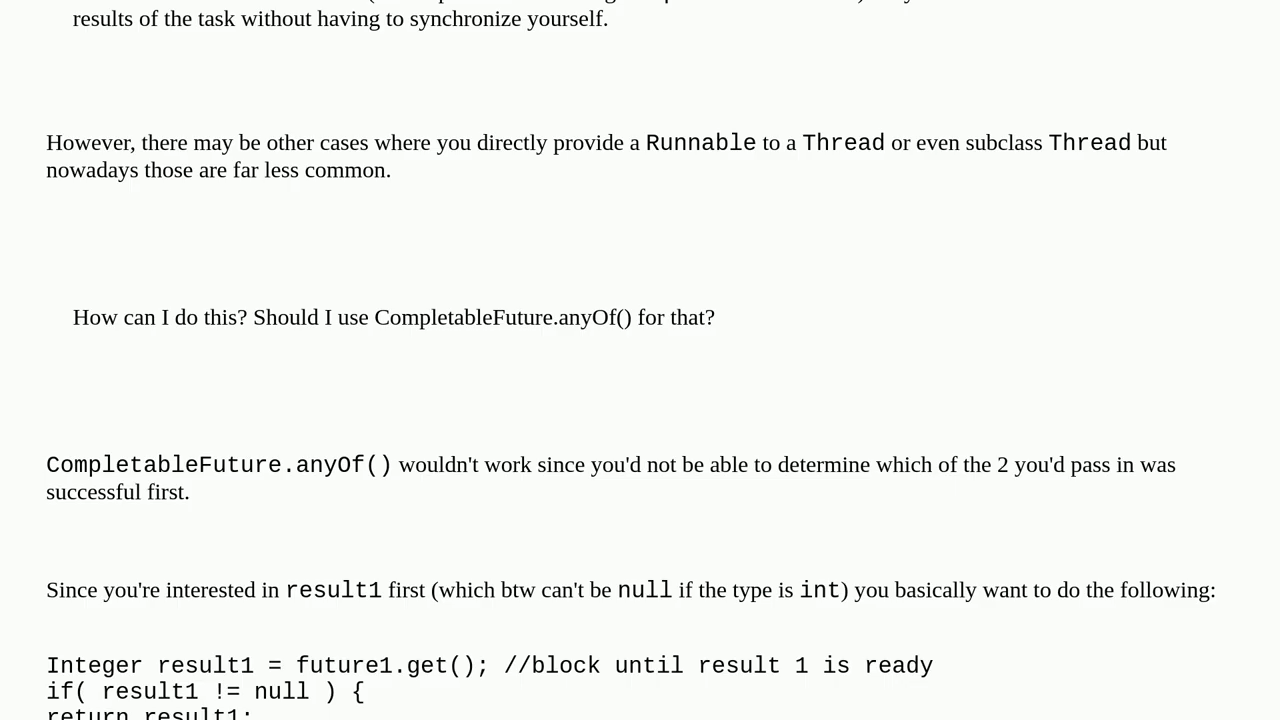 results of the task without having to synchronize yourself.
However, there may be other cases where you directly provide a Runnable to a Thread or even subclass Thread but
nowadays those are far less common.
How can I do this? Should I use CompletableFuture.anyOf() for that?
CompletableFuture.anyOf() wouldn't work since you'd not be able to determine which of the 2 you'd pass in was
successful first.
Since you're interested in result1 first (which btw can't be null if the type is int) you basically want to do the following:
Integer result1 = future1.get(); //block until result 1 is ready
if( result1 != null ) {
return result1;